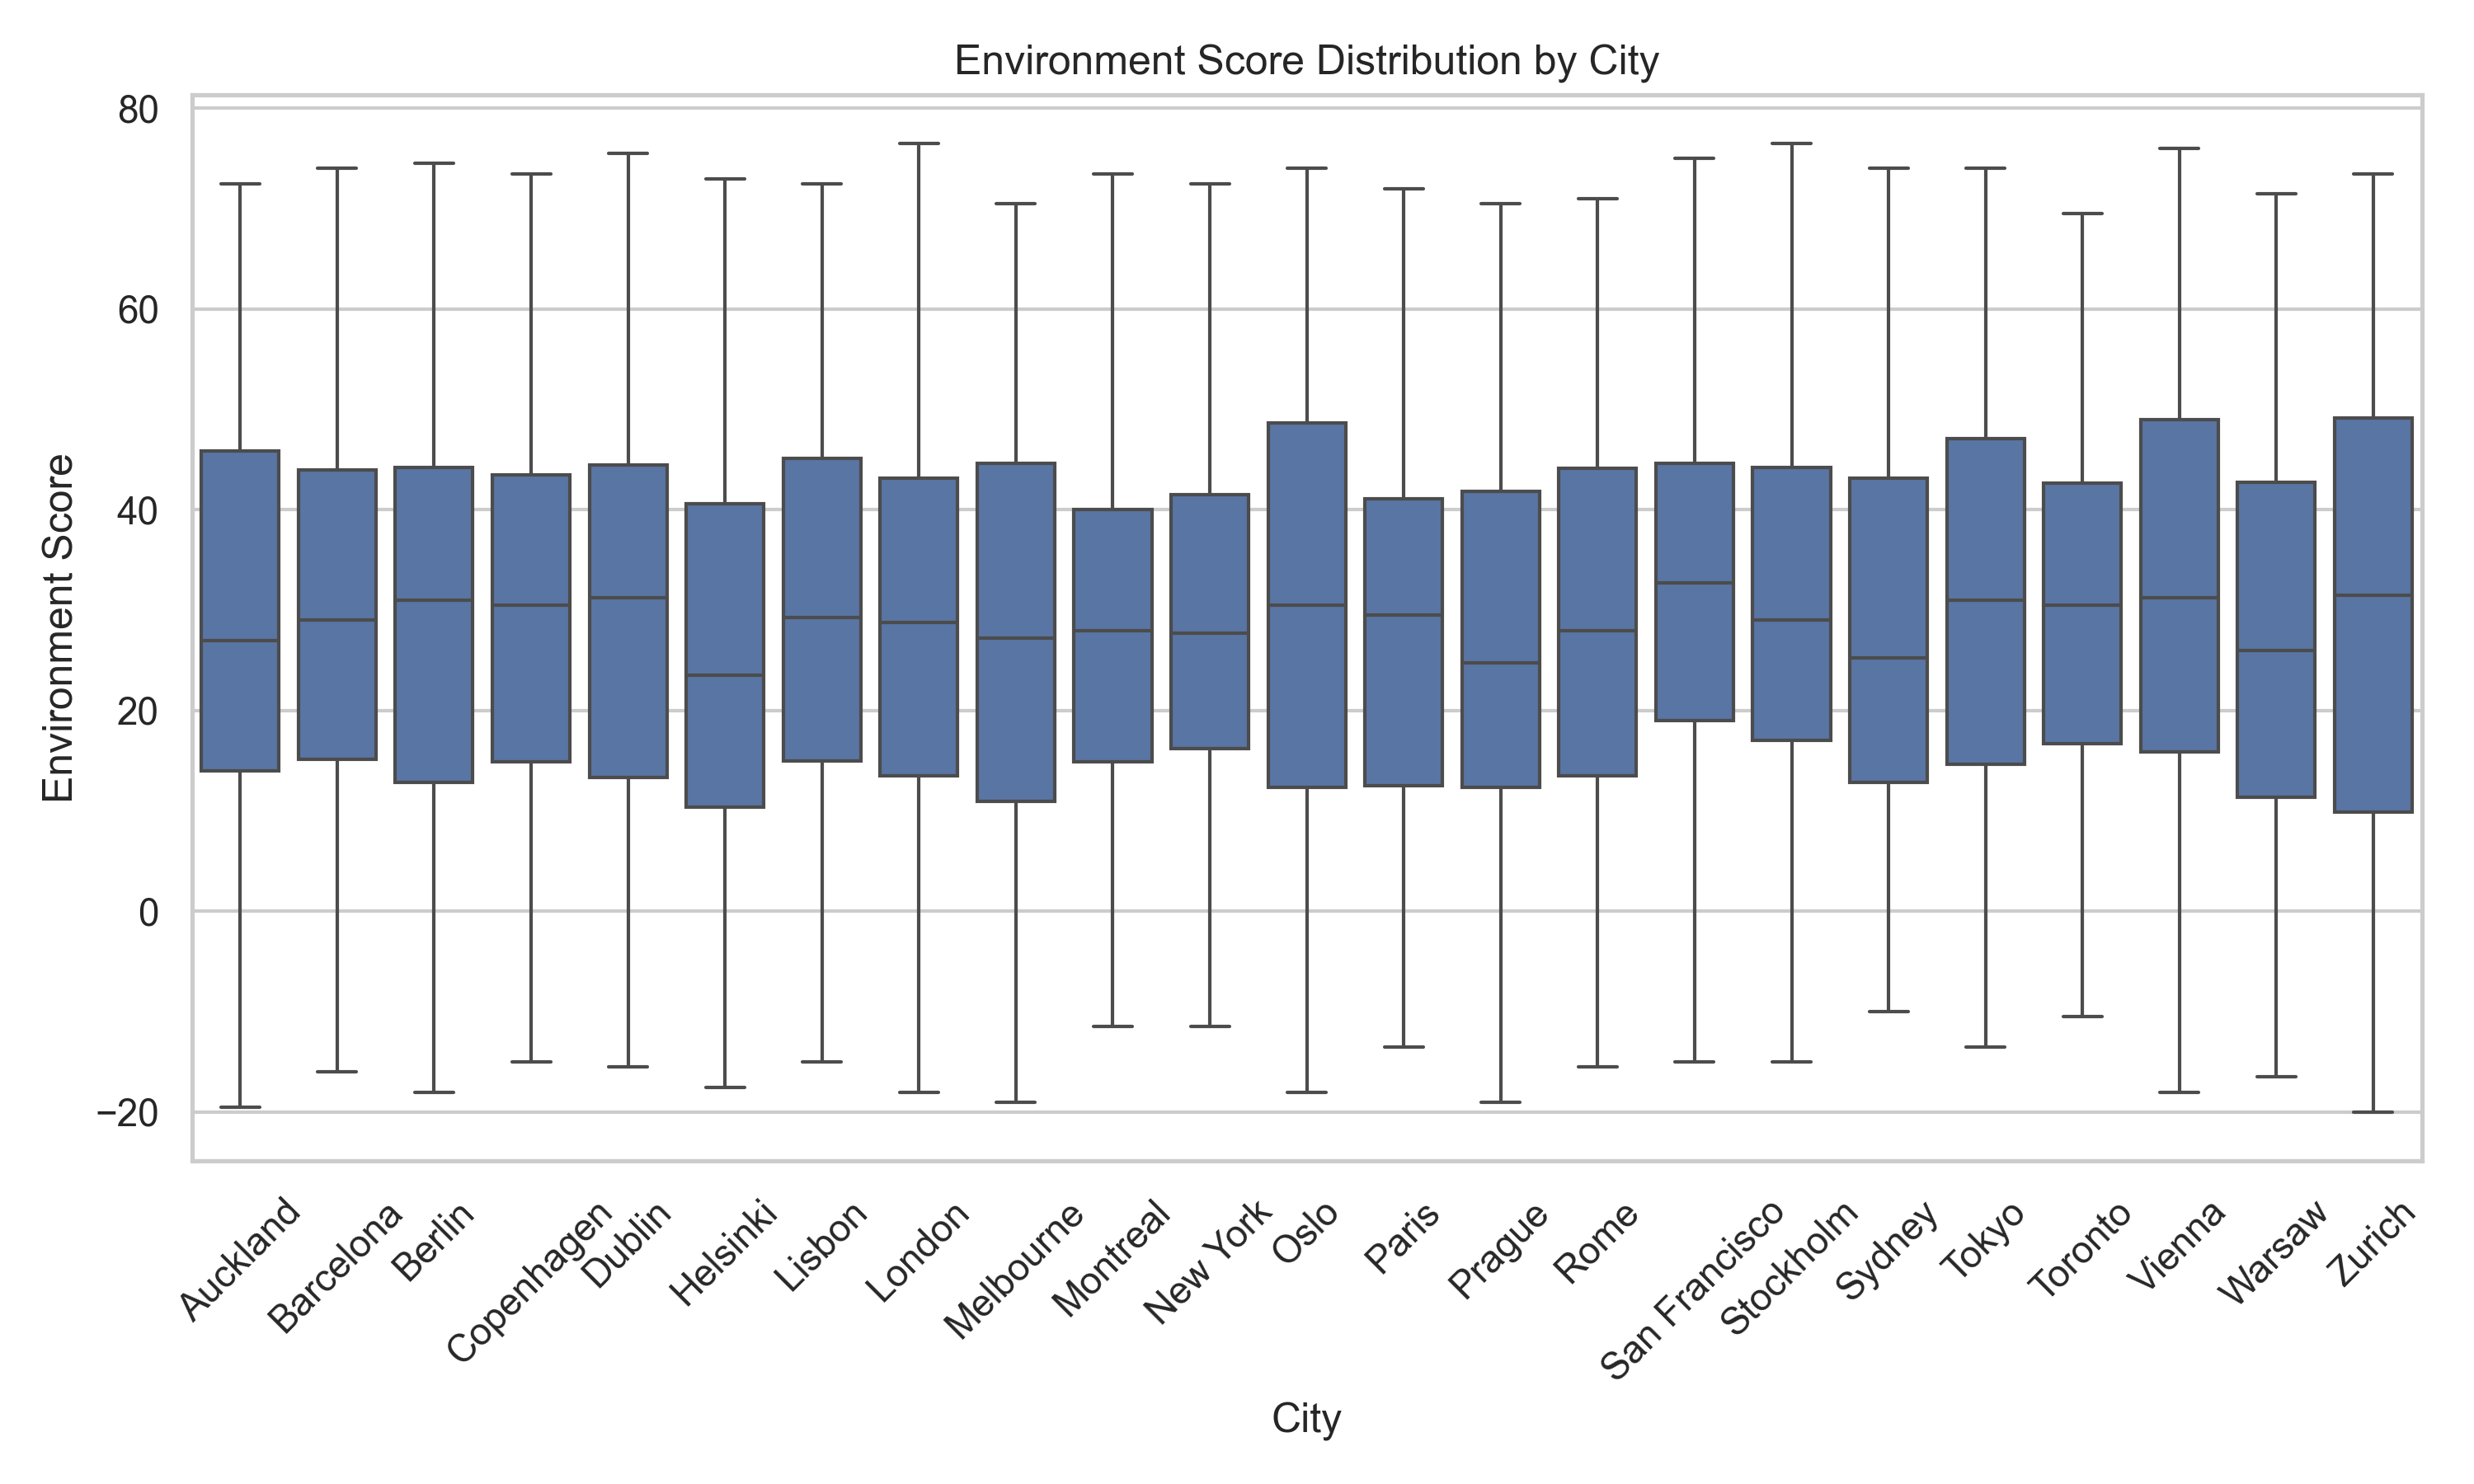 Environment Score Distribution by City
Environment Score
80
60
40
20
0
−20
Auckland
Barcelona
Berlin
Copenhagen
Dublin
Helsinki
Lisbon
London
Melbourne
Montreal
New York
Oslo
Paris
Prague
Rome
San Francisco
Stockholm
Sydney
Tokyo
Toronto
Vienna
Warsaw
Zurich
City